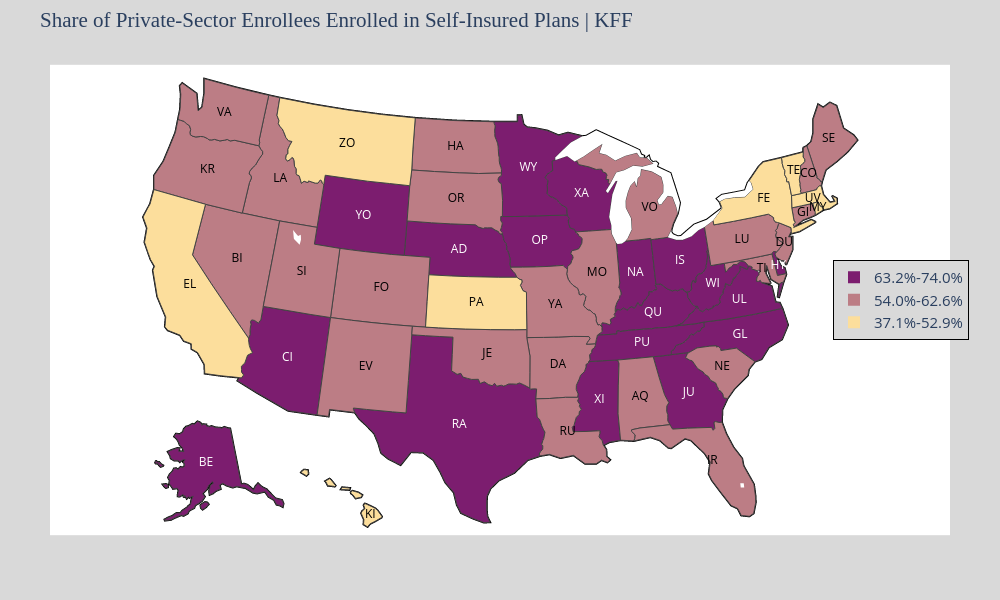 Share of Private-Sector Enrollees Enrolled in Self-Insured Plans | KFF
VA
ZO
HA
SE
KR
LA
WY
TE
CO
XA
OR
YO
VO
FE
UV
MY
GI
AD
OP
LU
DU
BI
SI
MO
NA
IS
TI
HY
EL
FO
PA
YA
WI
UL
QU
PU
GL
CI
EV
JE
DA
NE
XI
AQ
JU
RA
RU
IR
BE
KI
63.2%-74.0%
54.0%-62.6%
37.1%-52.9%